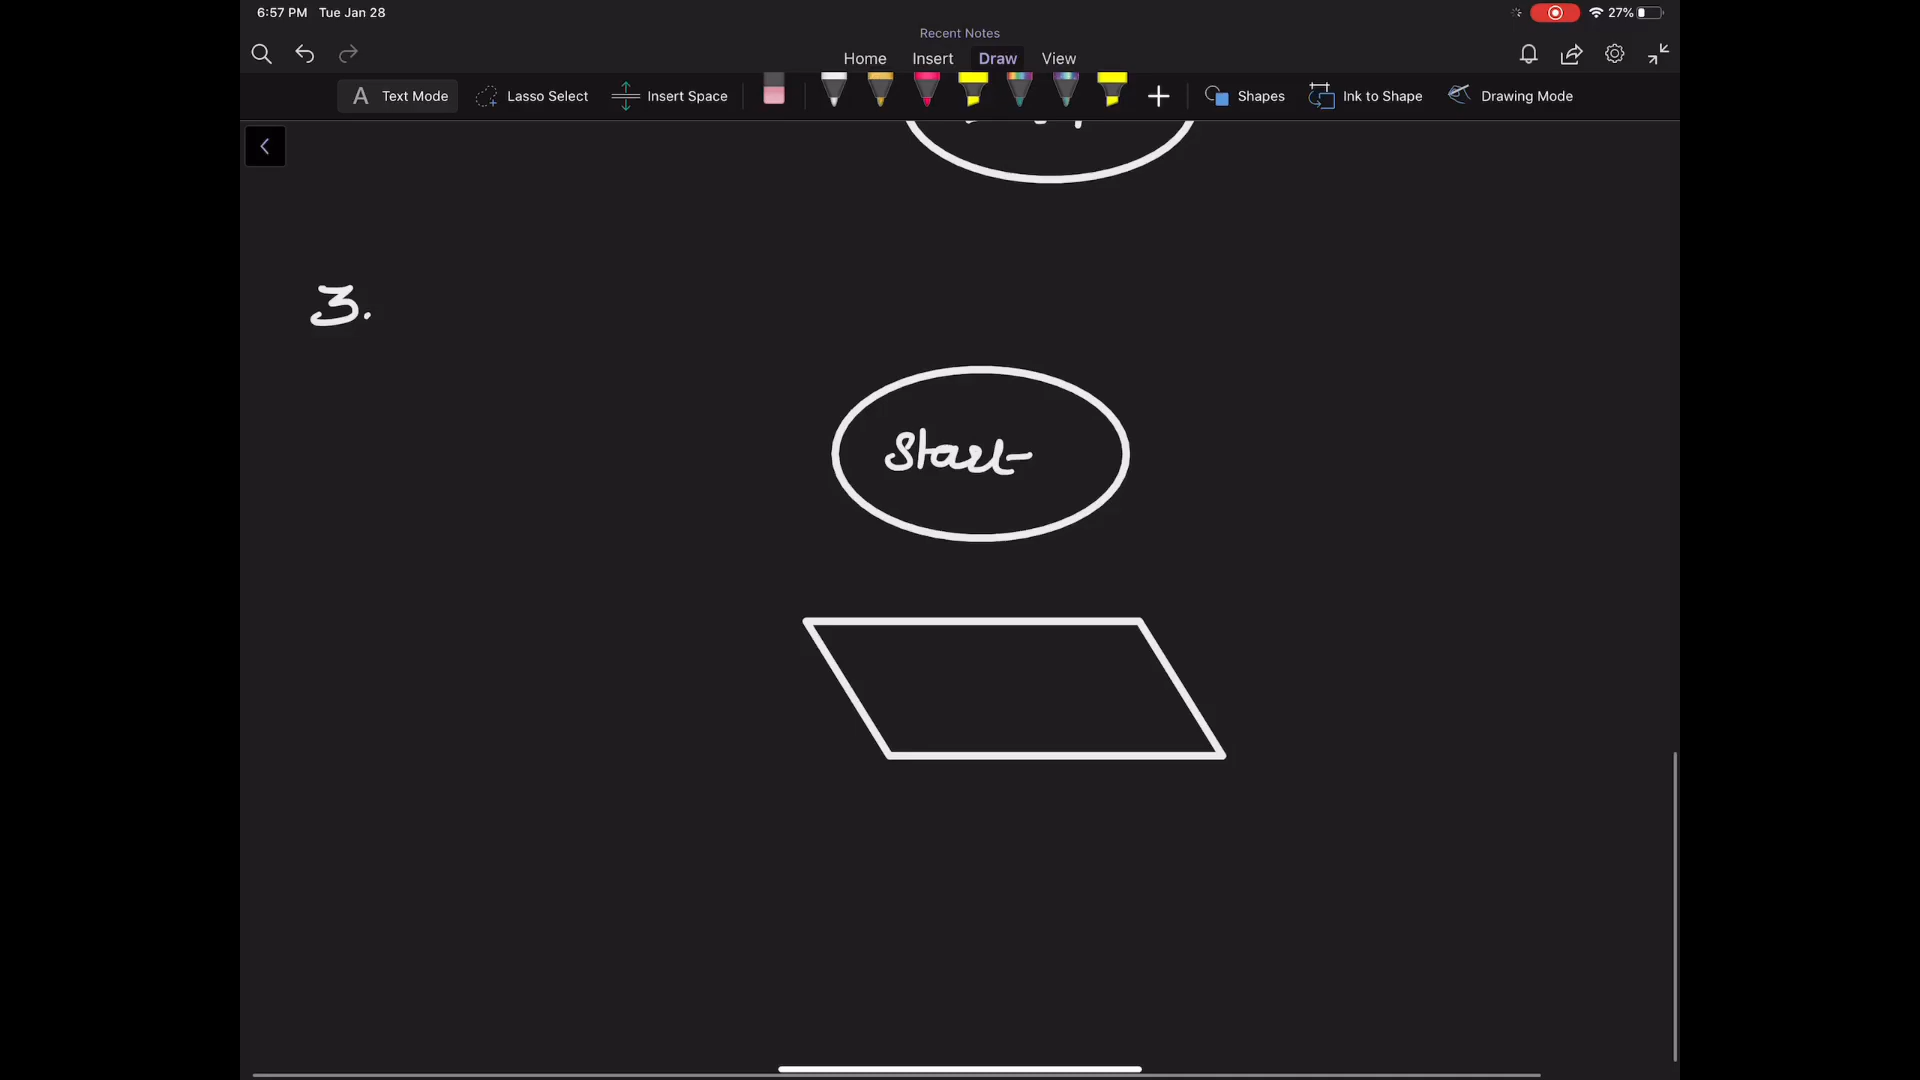 6:57 PM Tue Jan 28
27%
Recent Notes
Home Insert Draw View
A Text Mode Lasso Select Insert Space Shapes Ink to Shape Drawing Mode
3.
Start